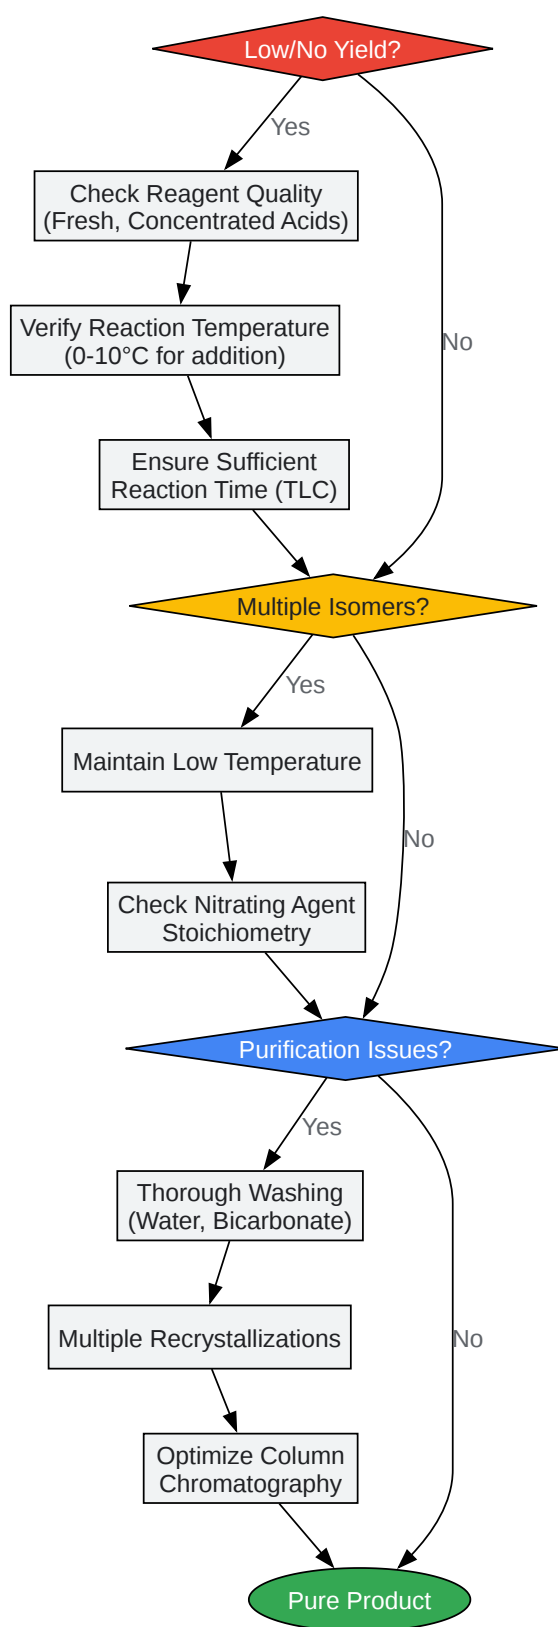 Low/No Yield?
Yes
Check Reagent Quality
(Fresh, Concentrated Acids)
Verify Reaction Temperature
(0-10°C for addition)
No
Ensure Sufficient
Reaction Time (TLC)
Multiple Isomers?
Yes
Maintain Low Temperature
No
Check Nitrating Agent
Stoichiometry
Purification Issues?
Yes
Thorough Washing
(Water, Bicarbonate)
Multiple Recrystallizations
No
Optimize Column
Chromatography
Pure Product